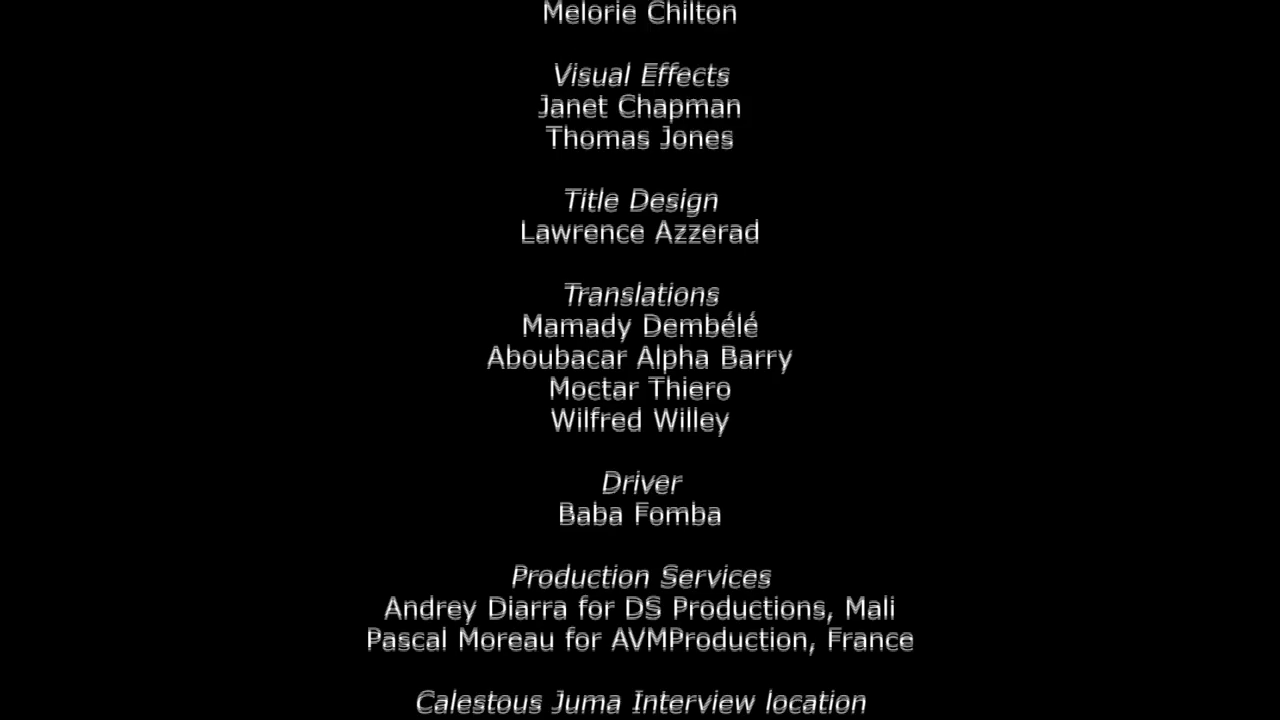 Melorie Chilton
Visual Effects
Janet Chapman
Thomas Jones
Title Design
Lawrence Azzerad
Translations
Mamady Dembélé
Aboubacar Alpha Barry
Moctar Thiero
Wilfred Willey
Driver
Baba Fomba
Production Services
Andrey Diarra for DS Productions, Mali
Pascal Moreau for AVMProduction, France
Calestous Juma Interview location